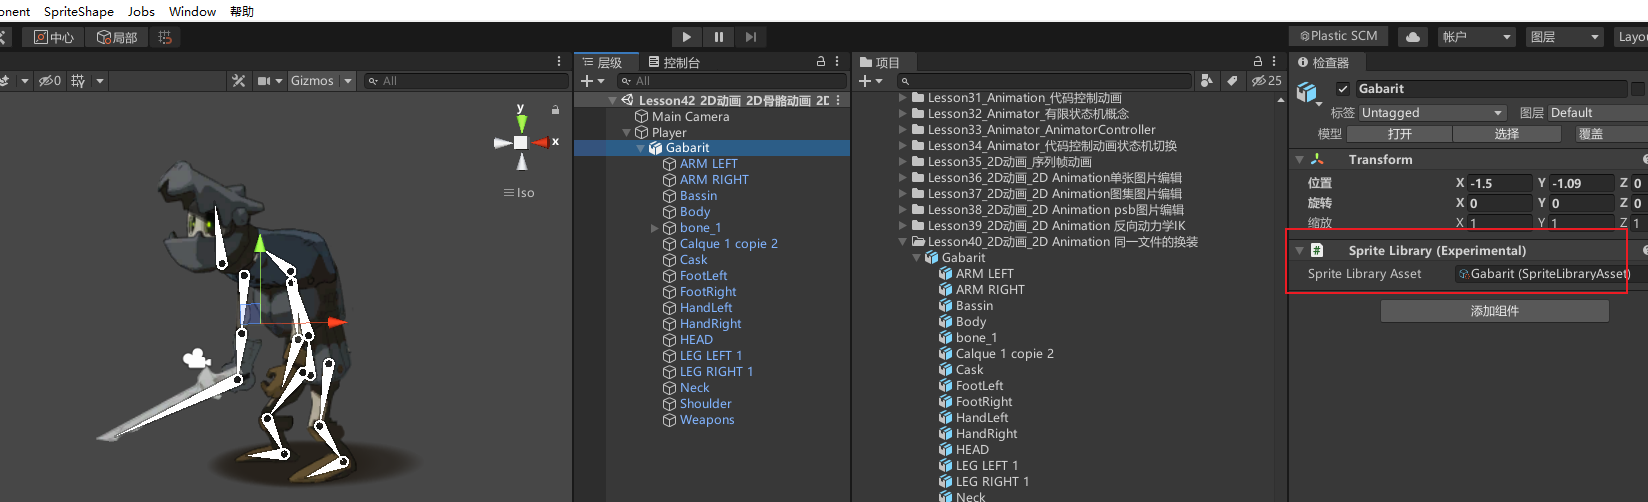 onent SpriteShape Jobs Window 帮助
中心 局部
Plastic SCM 帐户 图层 Layou
0 Gizmos All
层级 控制台
All
Lesson42_2D动画_2D骨骼动画_2D
Main Camera
Player
Gabarit
ARM LEFT
ARM RIGHT
Bassin
Body
bone_1
Calque 1 copie 2
Cask
FootLeft
FootRight
HandLeft
HandRight
HEAD
LEG LEFT 1
LEG RIGHT 1
Neck
Shoulder
Weapons
y
x
Iso
项目
25
Lesson31_Animation_代码控制动画
Lesson32_Animator_有限状态机概念
Lesson33_Animator_AnimatorController
Lesson34_Animator_代码控制动画状态机切换
Lesson35_2D动画_序列帧动画
Lesson36_2D动画_2D Animation单张图片编辑
Lesson37_2D动画_2D Animation图集图片编辑
Lesson38_2D动画_2D Animation psb图片编辑
Lesson39_2D动画_2D Animation 反向动力学IK
Lesson40_2D动画_2D Animation 同一文件的换装
Gabarit
ARM LEFT
ARM RIGHT
Bassin
Body
bone_1
Calque 1 copie 2
Cask
FootLeft
FootRight
HandLeft
HandRight
HEAD
LEG LEFT 1
LEG RIGHT 1
Neck
检查器
Gabarit
标签 Untagged 图层 Default
模型 打开 选择 覆盖
Transform
位置 X -1.5 Y -1.09 Z 0
旋转 X 0 Y 0 Z 0
缩放 X 1 Y 1 Z 1
# Sprite Library (Experimental)
Sprite Library Asset Gabarit (SpriteLibraryAsset)
添加组件